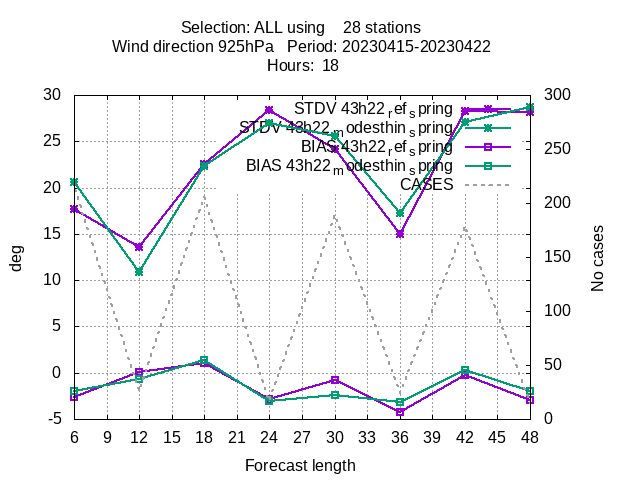 Selection: ALL using    28 stations
Wind direction 925hPa   Period: 20230415-20230422
Hours:  18
30
25
20
15
10
5
0
-5
300
250
200
150
100
50
0
deg
No cases
STDV 43h22_ref_spring
STDV 43h22_modesthin_spring
BIAS 43h22_ref_spring
BIAS 43h22_modesthin_spring
CASES
6 9 12 15 18 21 24 27 30 33 36 39 42 45 48
Forecast length